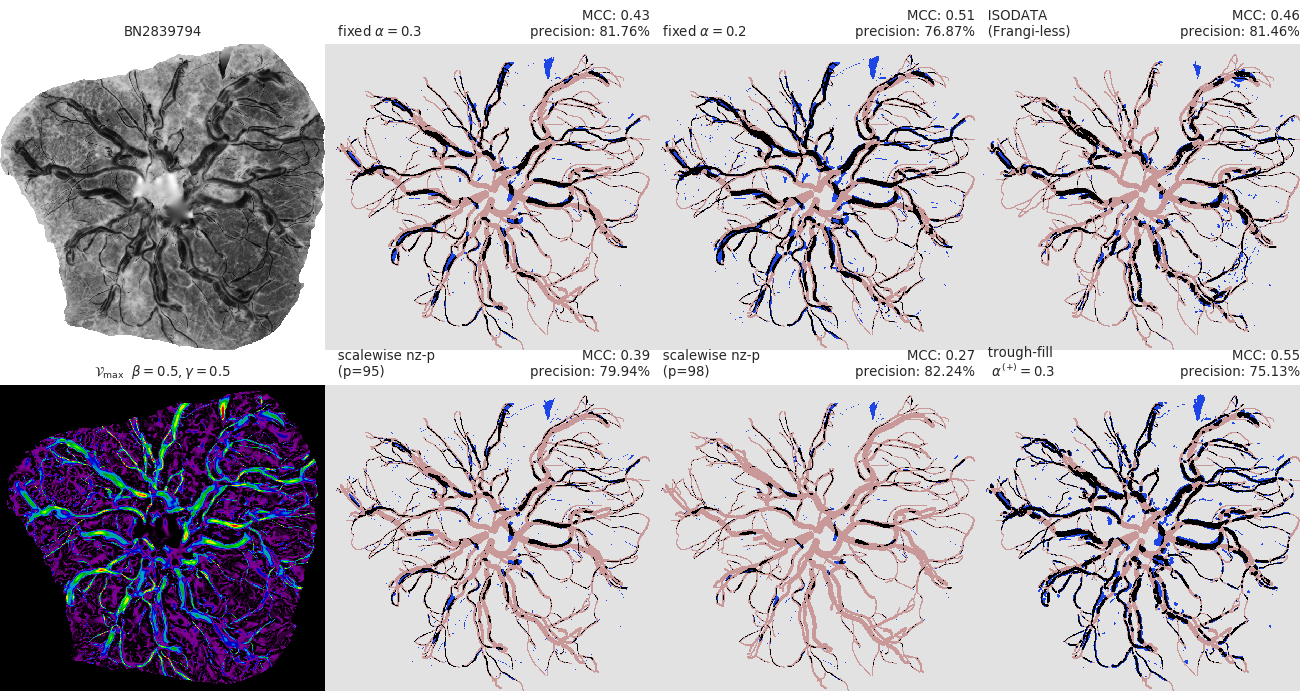 BN2839794
fixed α = 0.3
MCC: 0.43
precision: 81.76%
fixed α = 0.2
MCC: 0.51
precision: 76.87%
ISODATA
(Frangi-less)
MCC: 0.46
precision: 81.46%
𝒱max β = 0.5, γ = 0.5
scalewise nz-p
(p=95)
MCC: 0.39
precision: 79.94%
scalewise nz-p
(p=98)
MCC: 0.27
precision: 82.24%
trough-fill
α(+) = 0.3
MCC: 0.55
precision: 75.13%